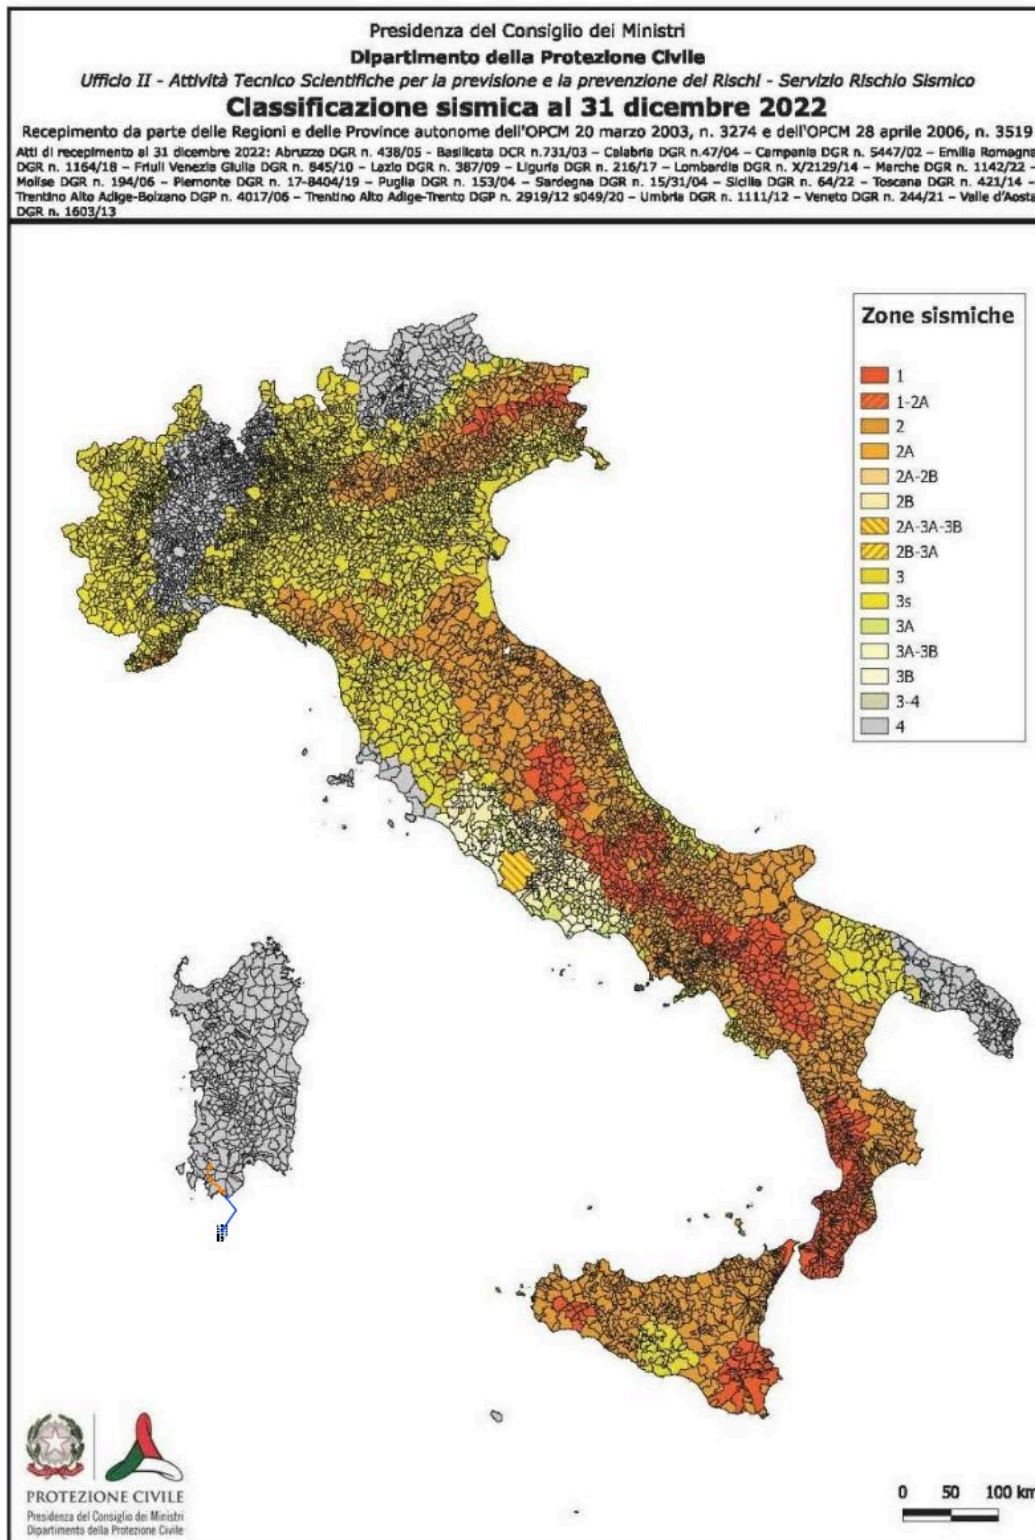 Presidenza del Consiglio dei Ministri
Dipartimento della Protezione Civile
Ufficio II - Attività Tecnico Scientifiche per la previsione e la prevenzione dei Rischi - Servizio Rischio Sismico
Classificazione sismica al 31 dicembre 2022
Recepimento da parte delle Regioni e delle Province autonome dell'OPCM 20 marzo 2003, n. 3274 e dell'OPCM 28 aprile 2006, n. 3519
Atti di recepimento al 31 dicembre 2022: Abruzzo DGR n. 438/05 - Basilicata DCR n.731/03 – Calabria DGR n.47/04 – Campania DGR n. 5447/02 – Emilia Romagna
DGR n. 1164/18 – Friuli Venezia Giulia DGR n. 845/10 – Lazio DGR n. 387/09 – Liguria DGR n. 216/17 – Lombardia DGR n. X/2129/14 – Marche DGR n. 1142/22 –
Molise DGR n. 194/06 – Piemonte DGR n. 17-8404/19 – Puglia DGR n. 153/04 – Sardegna DGR n. 15/31/04 – Sicilia DGR n. 64/22 – Toscana DGR n. 421/14 –
Trentino Alto Adige-Bolzano DGP n. 4017/06 – Trentino Alto Adige-Trento DGP n. 2919/12 s049/20 – Umbria DGR n. 1111/12 – Veneto DGR n. 244/21 – Valle d'Aosta
DGR n. 1603/13
Zone sismiche
1
1-2A
2
2A
2A-2B
2B
2A-3A-3B
2B-3A
3
3s
3A
3A-3B
3B
3-4
4
PROTEZIONE CIVILE
Presidenza del Consiglio dei Ministri
Dipartimento della Protezione Civile
0 50 100 km